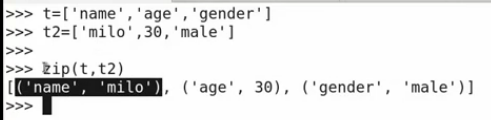 >>> t=['name','age','gender']
>>> t2=['milo',30,'male']
>>>
>>> zip(t,t2)
[('name', 'milo'), ('age', 30), ('gender', 'male')]
>>>